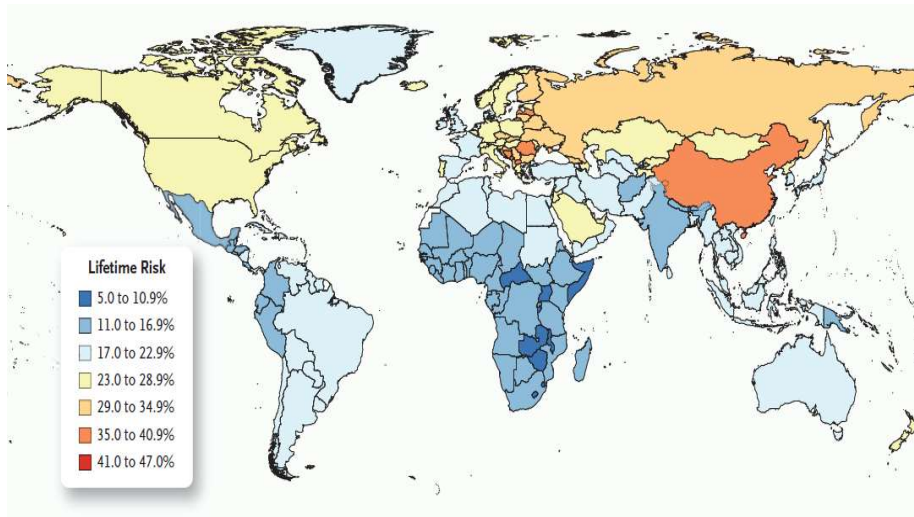 Lifetime Risk
5.0 to 10.9%
11.0 to 16.9%
17.0 to 22.9%
23.0 to 28.9%
29.0 to 34.9%
35.0 to 40.9%
41.0 to 47.0%